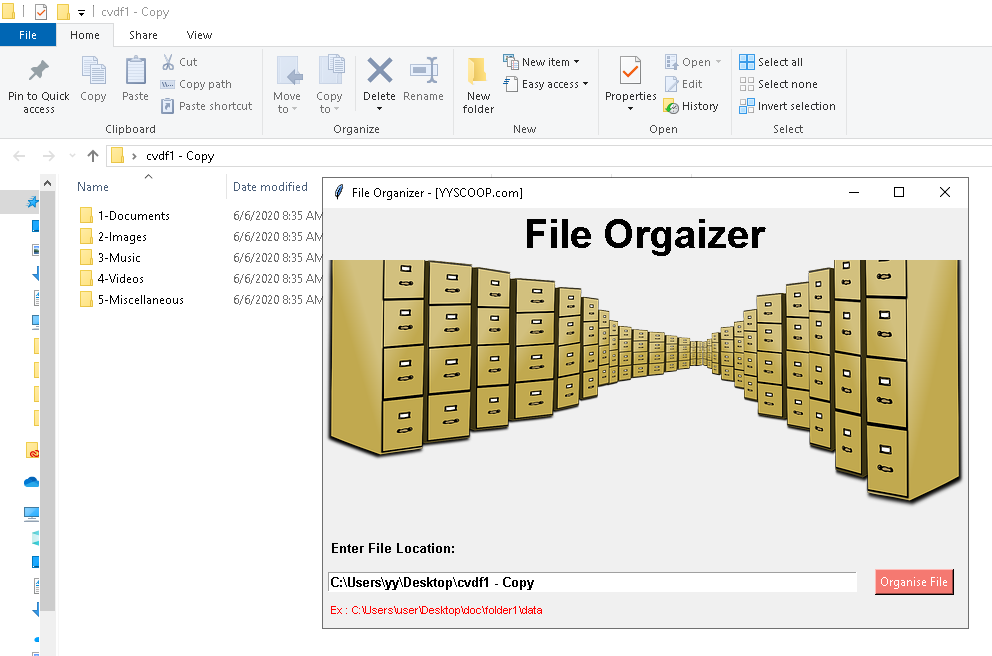 cvdf1 - Copy
File Home Share View
Pin to Quick access
Copy
Paste
Cut
Copy path
Paste shortcut
Clipboard
Move to
Copy to
Delete
Rename
Organize
New folder
New item
Easy access
New
Properties
Open
Edit
History
Open
Select all
Select none
Invert selection
Select
cvdf1 - Copy
Name Date modified
1-Documents 6/6/2020 8:35 AM
2-Images 6/6/2020 8:35 AM
3-Music 6/6/2020 8:35 AM
4-Videos 6/6/2020 8:35 AM
5-Miscellaneous 6/6/2020 8:35 AM
File Organizer - [YYSCOOP.com]
File Orgaizer
Enter File Location:
C:\Users\yy\Desktop\cvdf1 - Copy
Organise File
Ex : C:\Users\user\Desktop\doc\folder1\data